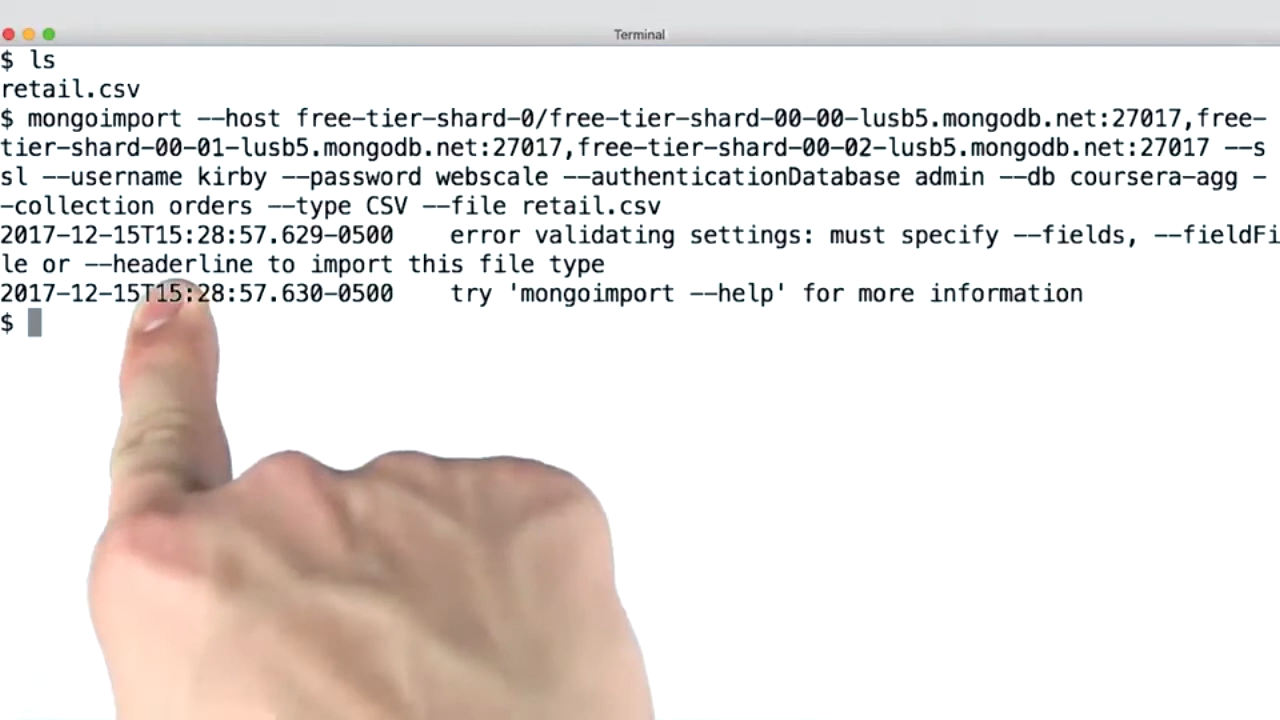 Terminal
$ ls
retail.csv
$ mongoimport --host free-tier-shard-0/free-tier-shard-00-00-lusb5.mongodb.net:27017,free-
tier-shard-00-01-lusb5.mongodb.net:27017,free-tier-shard-00-02-lusb5.mongodb.net:27017 --s
sl --username kirby --password webscale --authenticationDatabase admin --db coursera-agg -
-collection orders --type CSV --file retail.csv
2017-12-15T15:28:57.629-0500    error validating settings: must specify --fields, --fieldFi
le or --headerline to import this file type
2017-12-15T15:28:57.630-0500    try 'mongoimport --help' for more information
$